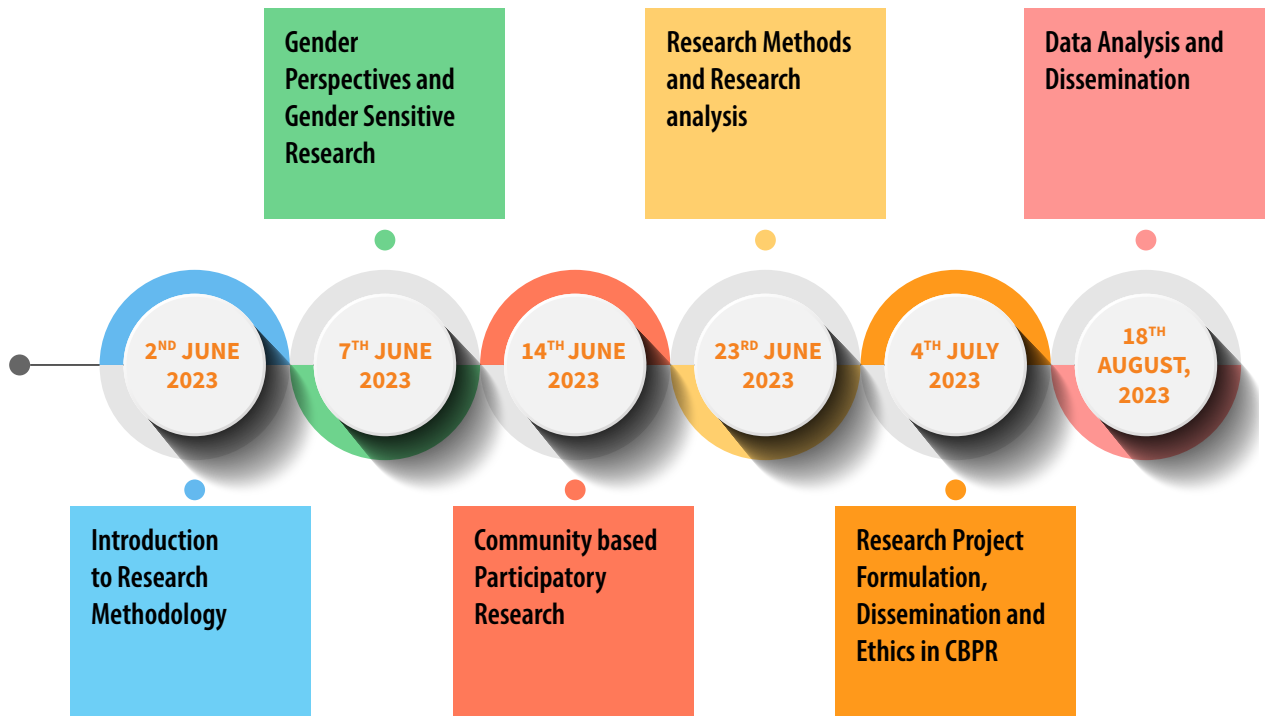 Gender
Perspectives and
Gender Sensitive
Research
Research Methods
and Research
analysis
Data Analysis and
Dissemination
2ND JUNE
2023
7TH JUNE
2023
14TH JUNE
2023
23RD JUNE
2023
4TH JULY
2023
18TH
AUGUST,
2023
Introduction
to Research
Methodology
Community based
Participatory
Research
Research Project
Formulation,
Dissemination and
Ethics in CBPR